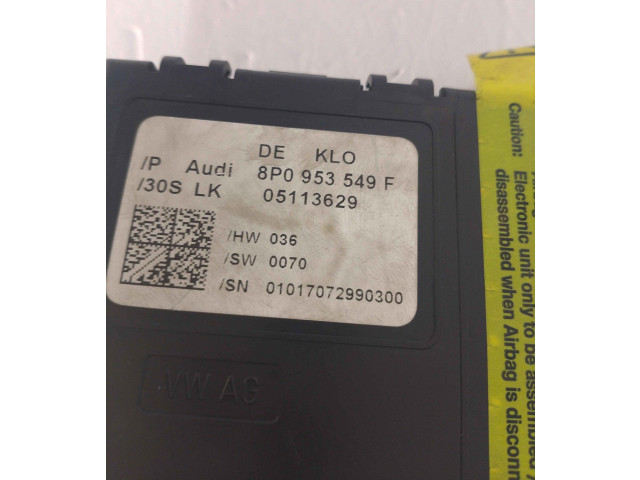 DE KLO
/P Audi 8P0 953 549 F
/30S LK 05113629
/HW 036
/SW 0070
/SN 01017072990300
VW AG
Caution:
Electronic unit only to be assembled /
disassembled when Airbag is disconn